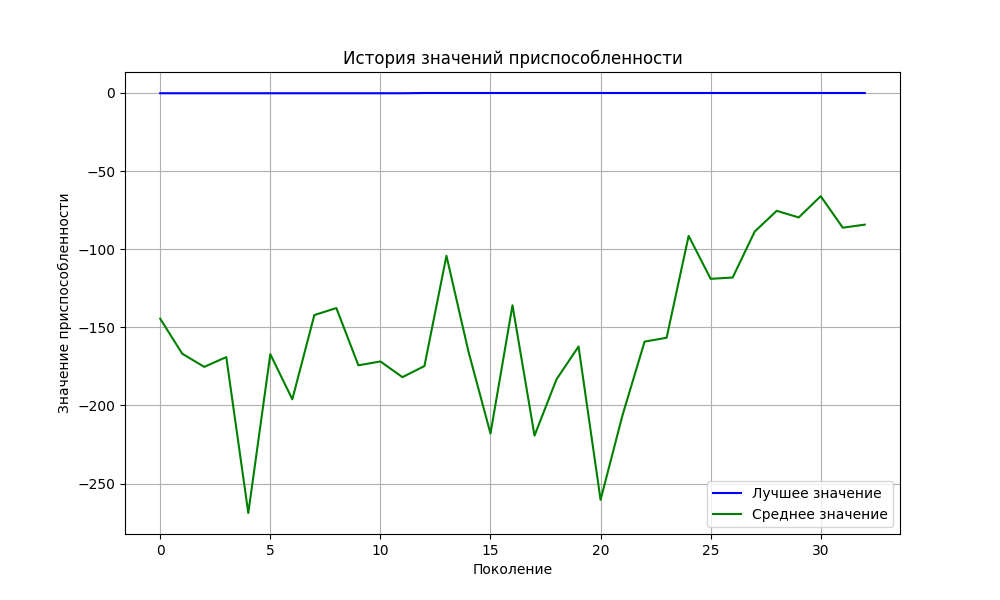 История значений приспособленности
Значение приспособленности
0
−50
−100
−150
−200
−250
0 5 10 15 20 25 30
Поколение
Лучшее значение
Среднее значение